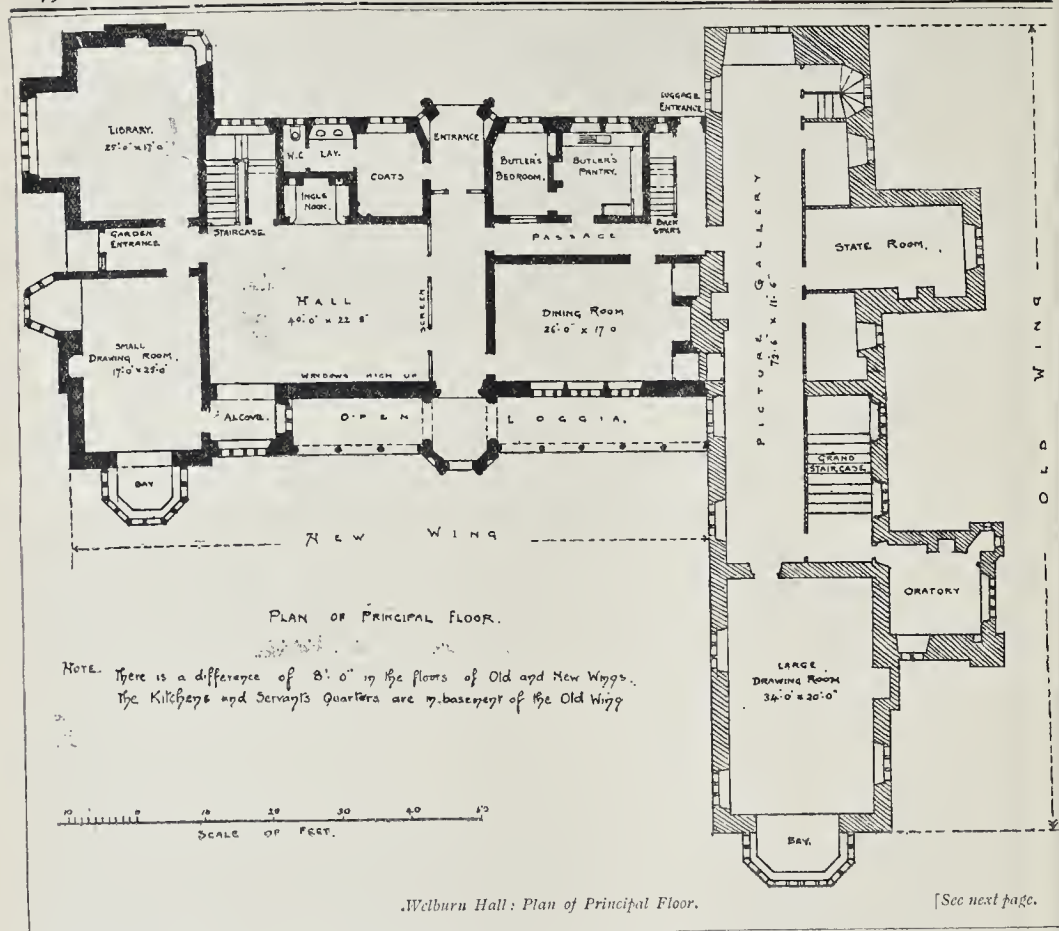 LIBRARY.
25'·0" × 17'·0"
W.C
LAY.
COATS
ENTRANCE
INGLE
NOOK.
STAIRCASE
GARDEN
ENTRANCE
BUTLER'S
BEDROOM.
BUTLER'S
PANTRY.
LUGGAGE
ENTRANCE
BACK
STAIRS
PASSAGE
HALL
SCREEN
WINDOWS HIGH UP
DINING ROOM
26'·0" × 17·0
SMALL
DRAWING ROOM.
17'·0" × 25'·0"
ALCOVE.
OPEN LOGGIA.
BAY
PICTURE GALLERY
72'·6" × 11'·6"
STATE ROOM.
GRAND
STAIRCASE
ORATORY
LARGE
DRAWING ROOM
34'·0" × 20'·0"
BAY.
OLD WING
NEW WING
PLAN OF PRINCIPAL FLOOR.
NOTE. There is a difference of 8'·0" in the floors of Old and New Wings.
The Kitchens and Servants Quarters are in basement of the Old Wing
10 0 10 20 30 40 50
SCALE OF FEET.
Welburn Hall: Plan of Principal Floor.
[See next page.